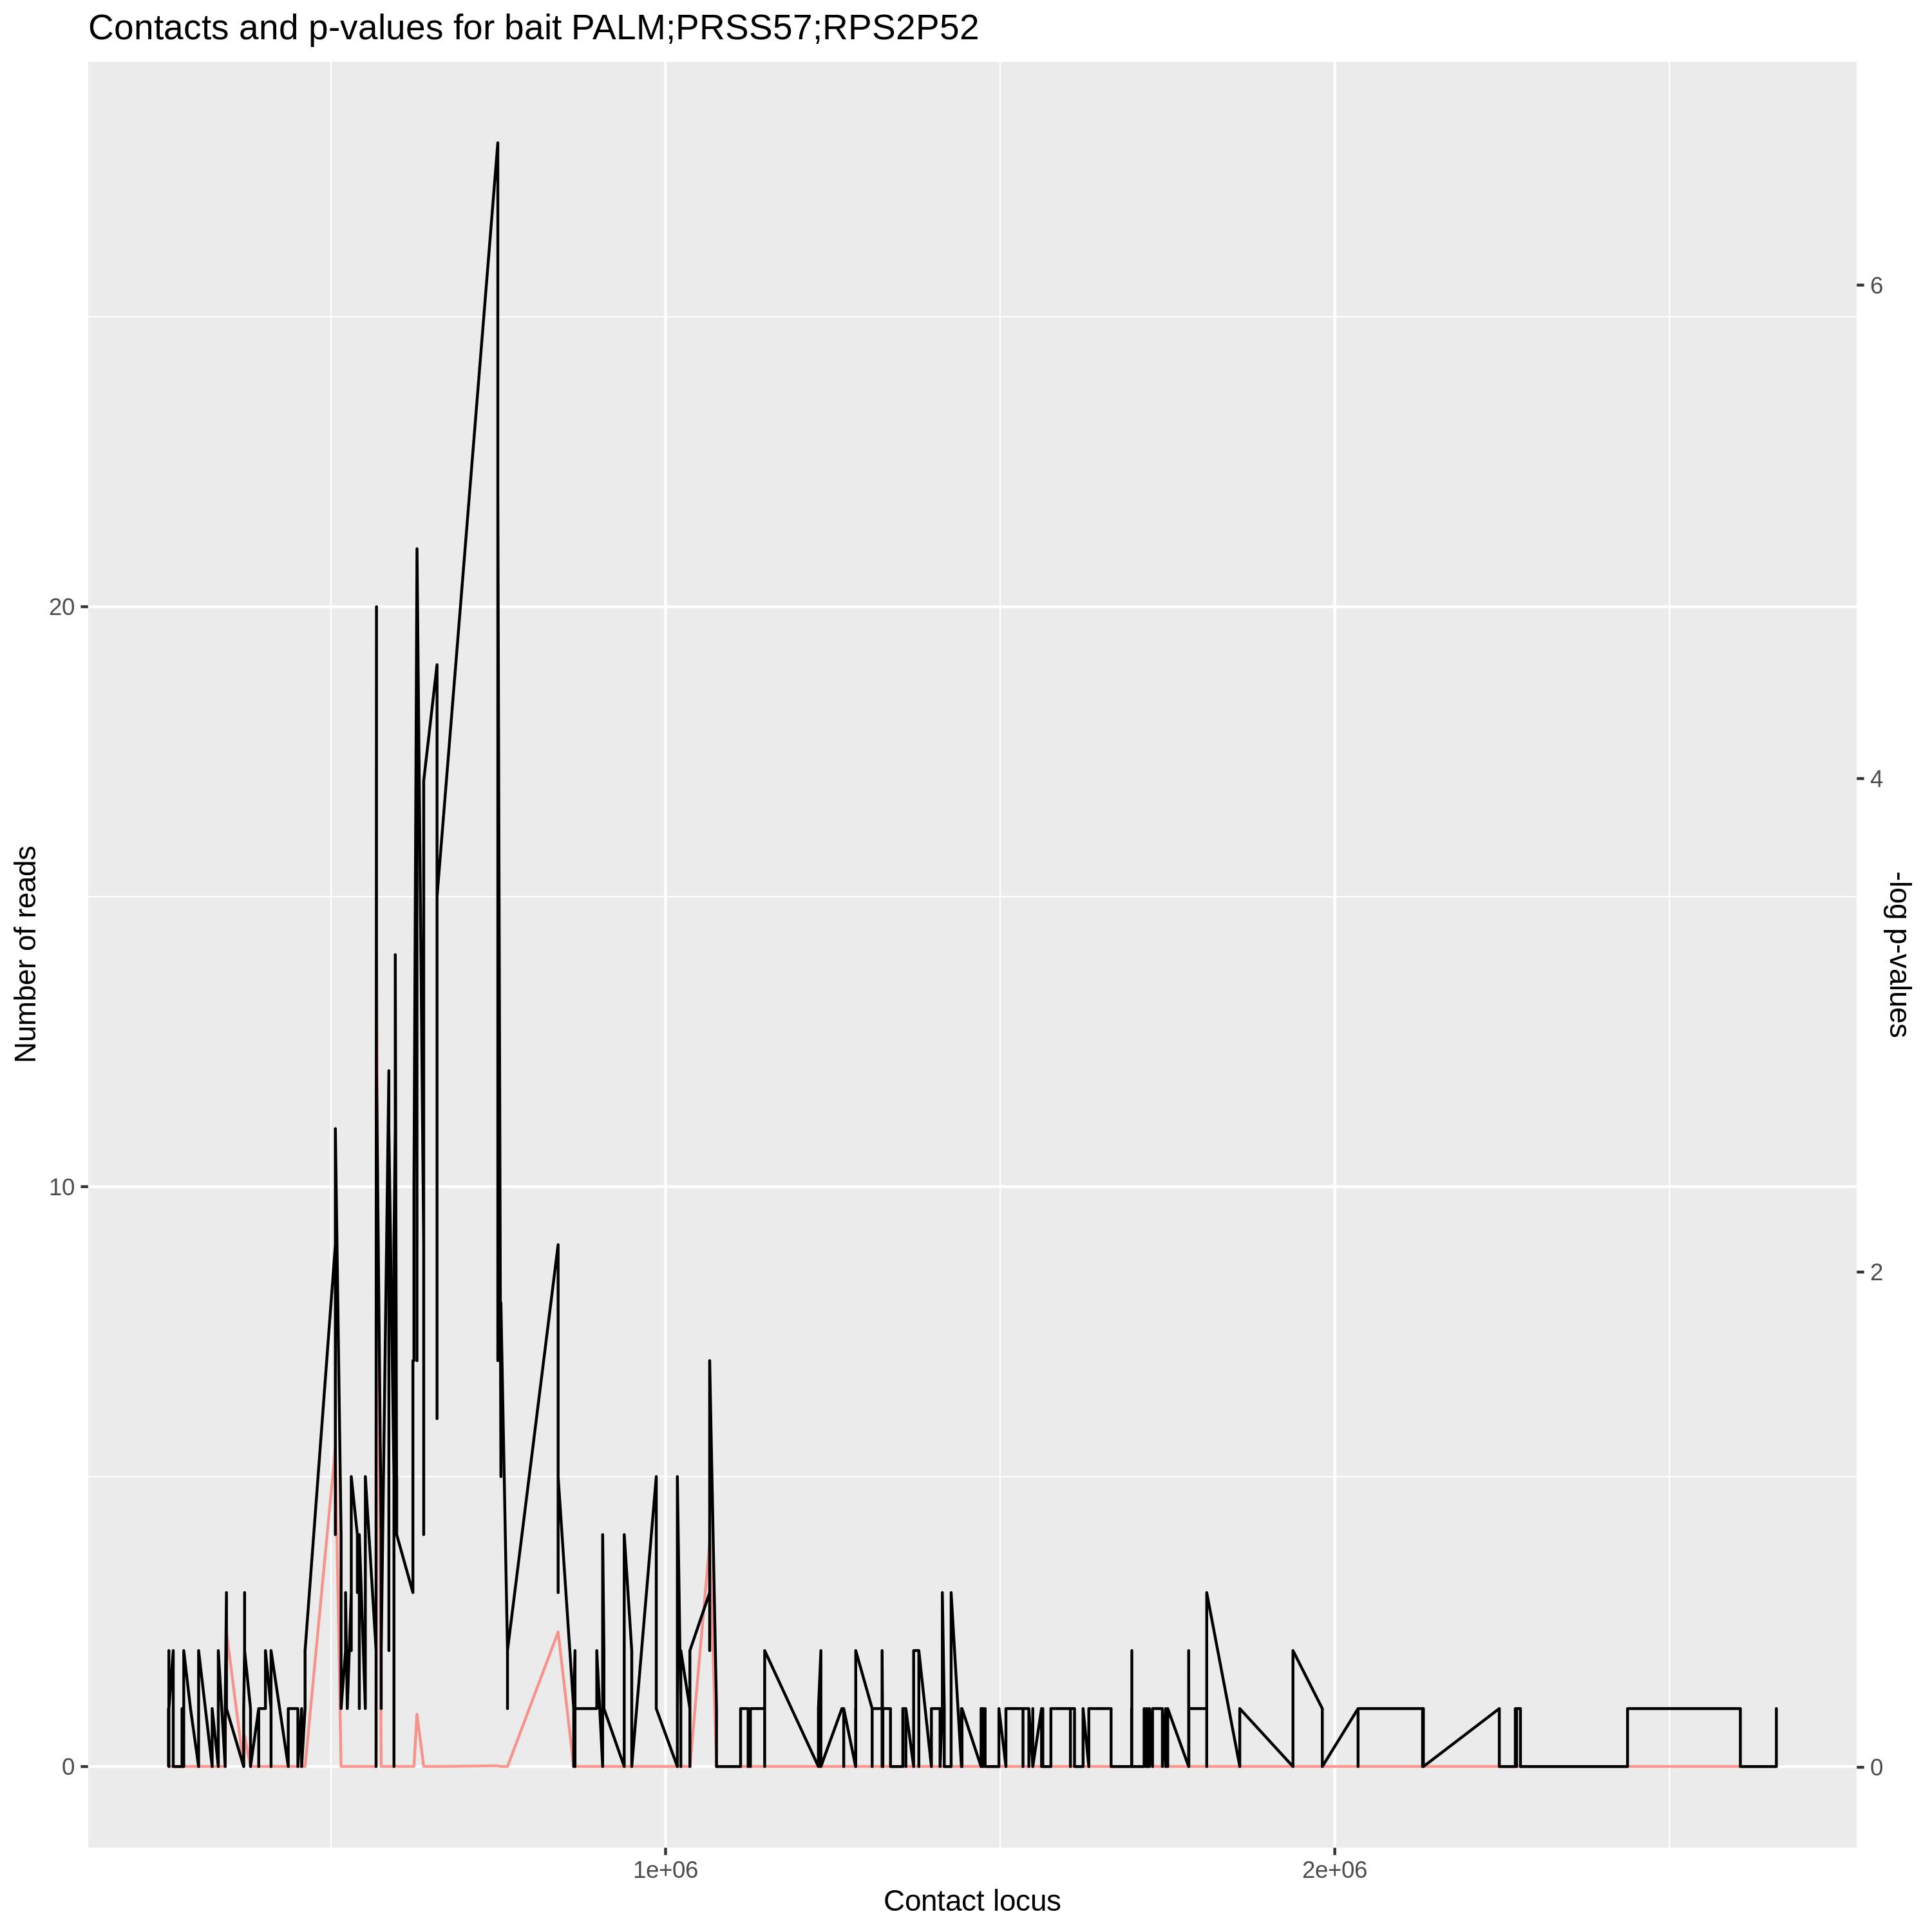 Contacts and p-values for bait PALM;PRSS57;RPS2P52
Number of reads
20
10
0
6
4
2
0
-log p-values
1e+06
2e+06
Contact locus